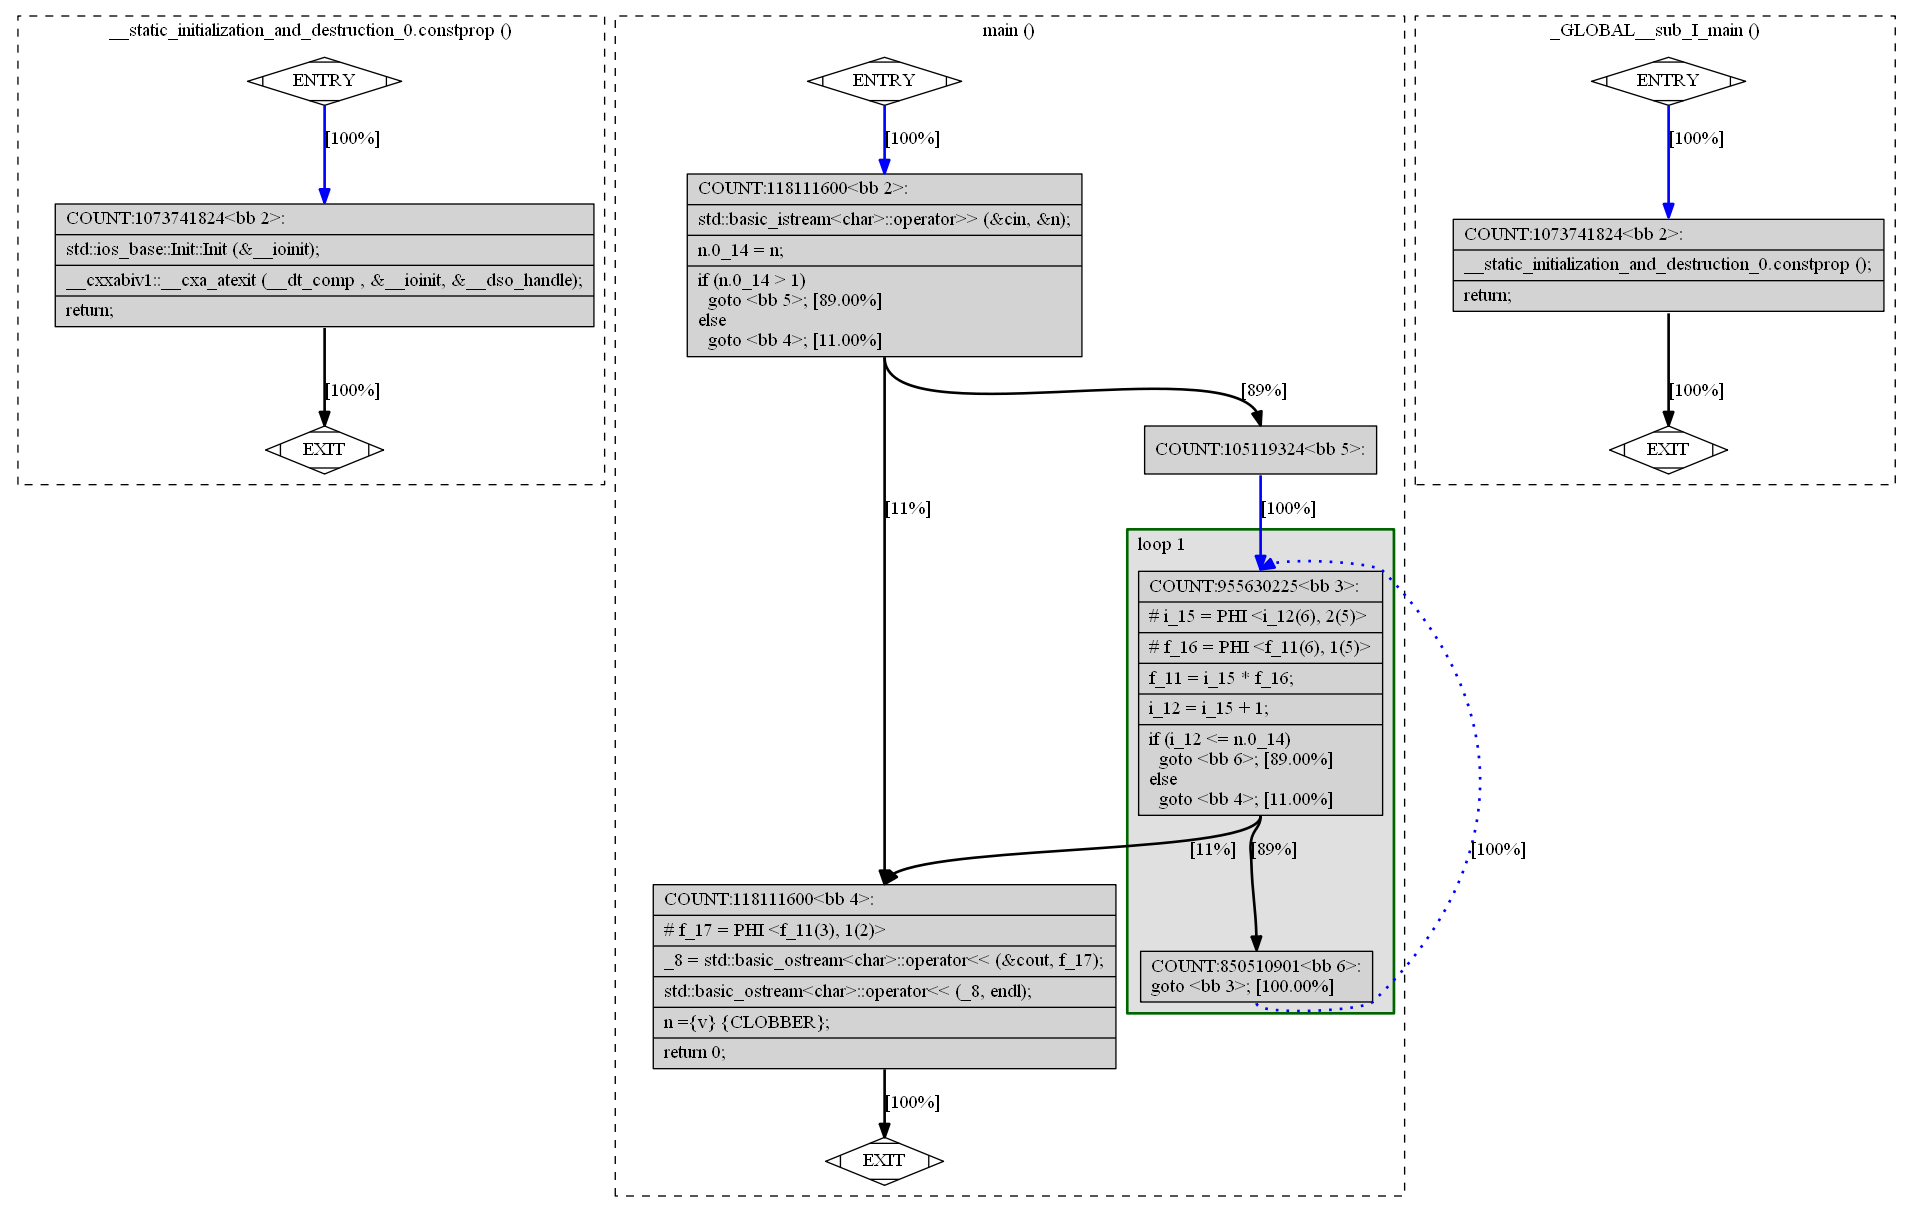 __static_initialization_and_destruction_0.constprop ()
ENTRY
[100%]
COUNT:1073741824<bb 2>:
std::ios_base::Init::Init (&__ioinit);
__cxxabiv1::__cxa_atexit (__dt_comp , &__ioinit, &__dso_handle);
return;
[100%]
EXIT
main ()
ENTRY
[100%]
COUNT:118111600<bb 2>:
std::basic_istream<char>::operator>> (&cin, &n);
n.0_14 = n;
if (n.0_14 > 1)
goto <bb 5>; [89.00%]
else
goto <bb 4>; [11.00%]
[89%]
COUNT:105119324<bb 5>:
[11%]
[100%]
loop 1
COUNT:955630225<bb 3>:
# i_15 = PHI <i_12(6), 2(5)>
# f_16 = PHI <f_11(6), 1(5)>
f_11 = i_15 * f_16;
i_12 = i_15 + 1;
if (i_12 <= n.0_14)
goto <bb 6>; [89.00%]
else
goto <bb 4>; [11.00%]
[11%]
[89%]
[100%]
COUNT:118111600<bb 4>:
# f_17 = PHI <f_11(3), 1(2)>
_8 = std::basic_ostream<char>::operator<< (&cout, f_17);
std::basic_ostream<char>::operator<< (_8, endl);
n ={v} {CLOBBER};
return 0;
COUNT:850510901<bb 6>:
goto <bb 3>; [100.00%]
[100%]
EXIT
_GLOBAL__sub_I_main ()
ENTRY
[100%]
COUNT:1073741824<bb 2>:
__static_initialization_and_destruction_0.constprop ();
return;
[100%]
EXIT